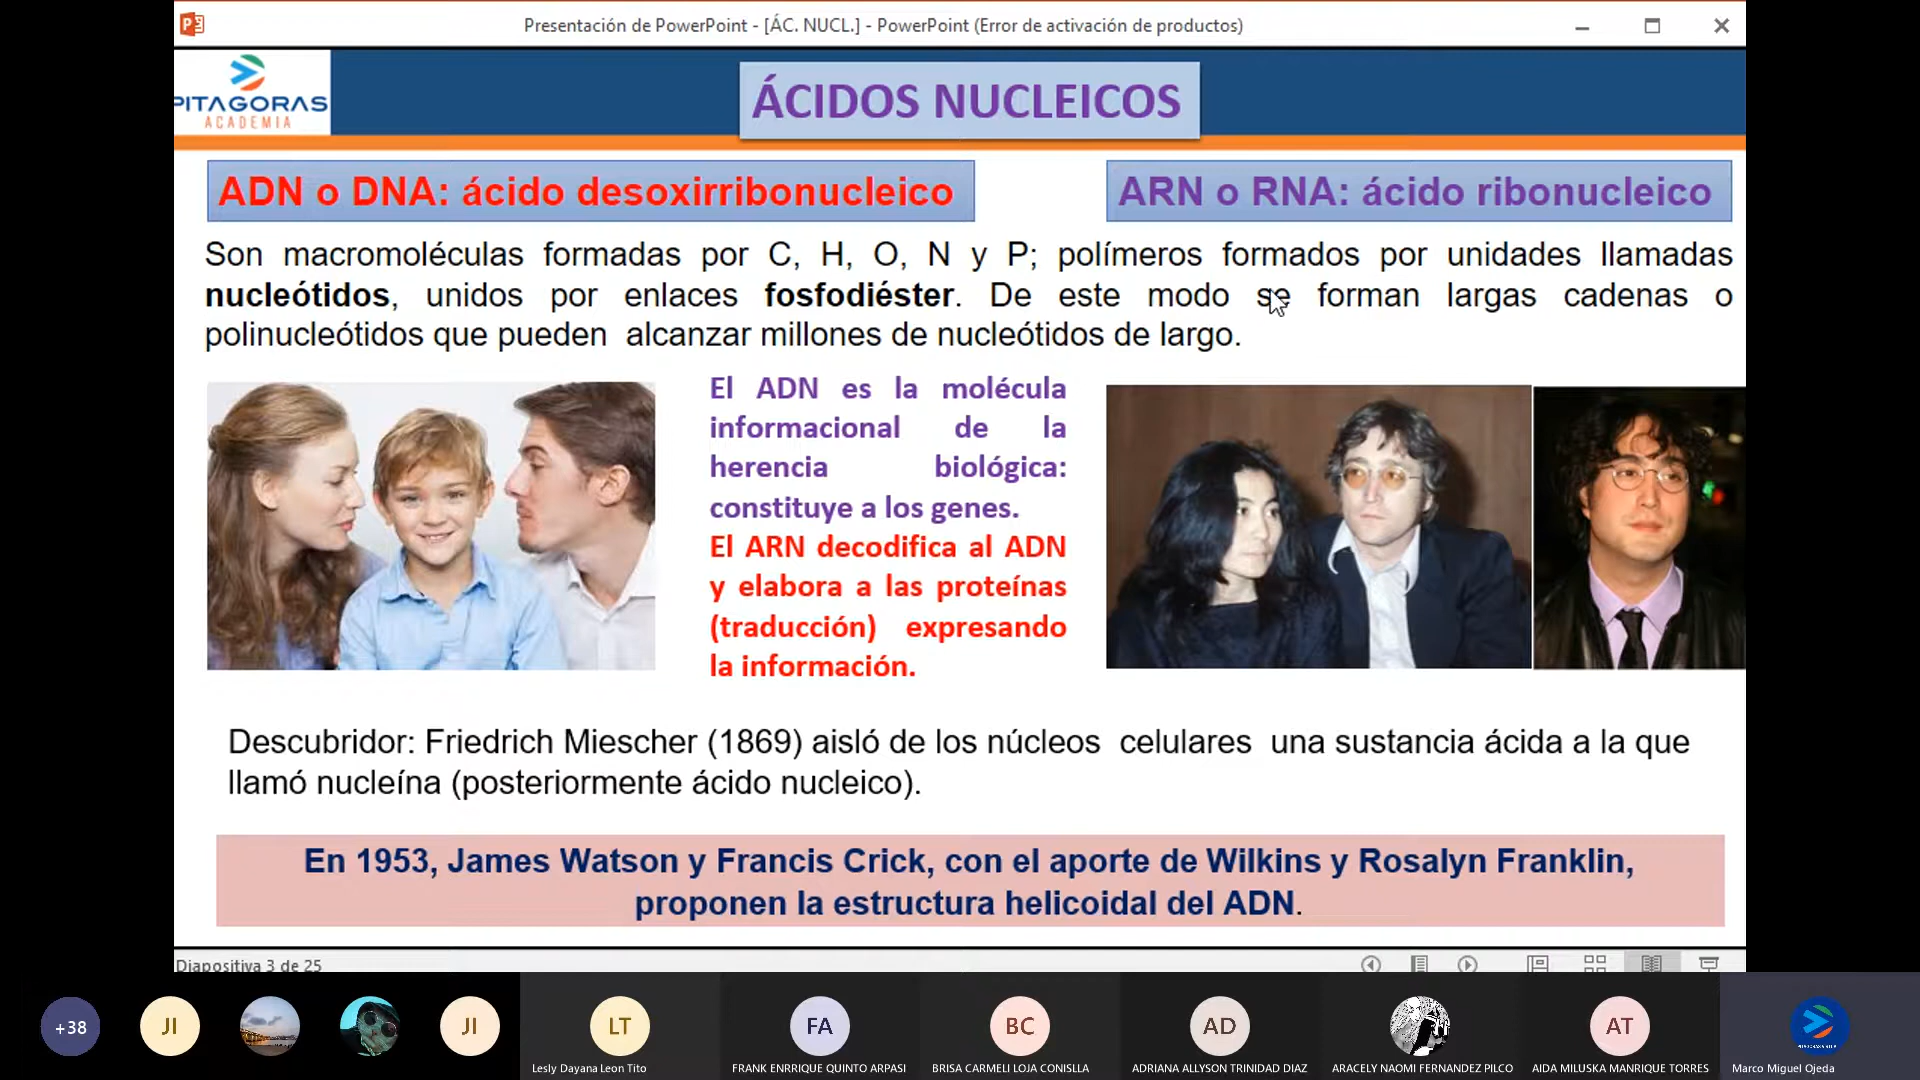 Presentación de PowerPoint - [ÁC. NUCL.] - PowerPoint (Error de activación de productos)
PITAGORAS
ACADEMIA
ÁCIDOS NUCLEICOS
ADN o DNA: ácido desoxirribonucleico
ARN o RNA: ácido ribonucleico
Son macromoléculas formadas por C, H, O, N y P; polímeros formados por unidades llamadas
nucleótidos, unidos por enlaces fosfodiéster. De este modo se forman largas cadenas o
polinucleótidos que pueden alcanzar millones de nucleótidos de largo.
El ADN es la molécula
informacional de la
herencia biológica:
constituye a los genes.
El ARN decodifica al ADN
y elabora a las proteínas
(traducción) expresando
la información.
Descubridor: Friedrich Miescher (1869) aisló de los núcleos celulares una sustancia ácida a la que
llamó nucleína (posteriormente ácido nucleico).
En 1953, James Watson y Francis Crick, con el aporte de Wilkins y Rosalyn Franklin,
proponen la estructura helicoidal del ADN.
Diapositiva 3 de 25
+38
JI
JI
LT
FA
BC
AD
AT
Lesly Dayana Leon Tito
FRANK ENRRIQUE QUINTO ARPASI
BRISA CARMELI LOJA CONISLLA
ADRIANA ALLYSON TRINIDAD DIAZ
ARACELY NAOMI FERNANDEZ PILCO
AIDA MILUSKA MANRIQUE TORRES
Marco Miguel Ojeda